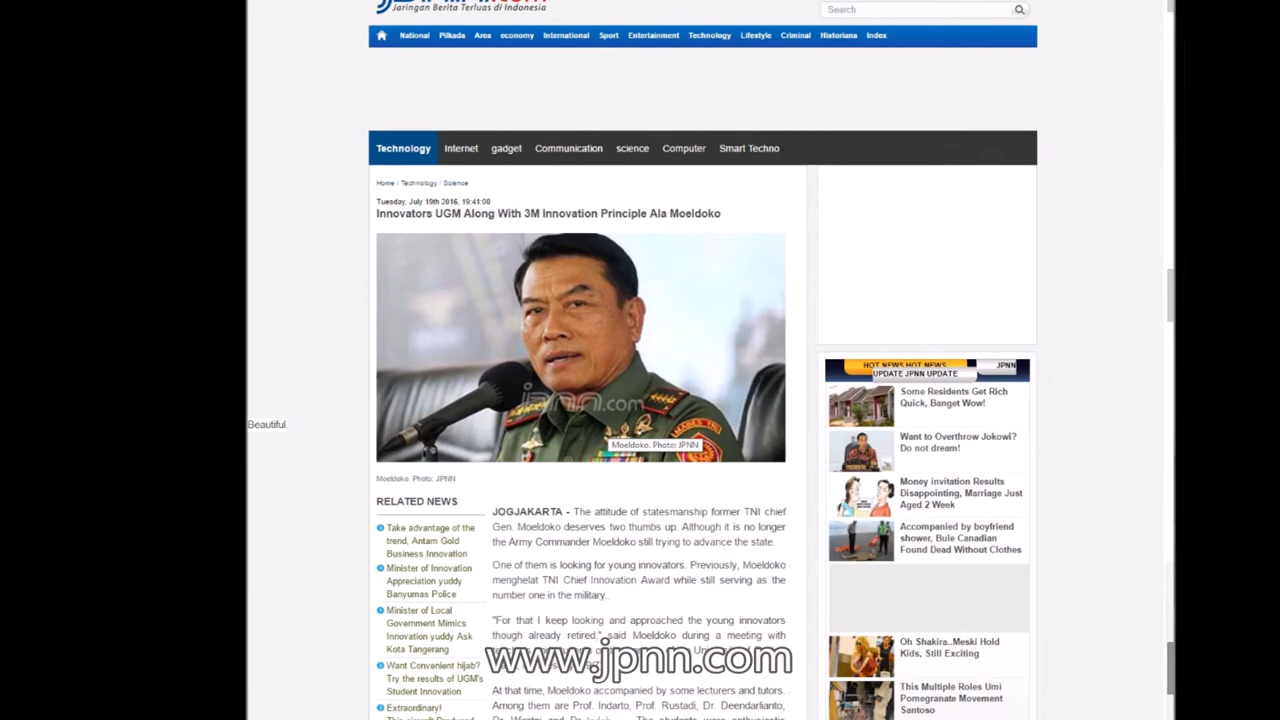 Jaringan Berita Terluas di Indonesia
Search
National Pilkada Area economy International Sport Entertainment Technology Lifestyle Criminal Historiana Index
Technology Internet gadget Communication science Computer Smart Techno
Home / Technology / Science
Tuesday, July 19th 2016, 19:41:00
Innovators UGM Along With 3M Innovation Principle Ala Moeldoko
jpnn.com
MABES TNI
Moeldoko. Photo: JPNN
Moeldoko. Photo: JPNN
Beautiful
RELATED NEWS
Take advantage of the
trend, Antam Gold
Business Innovation
Minister of Innovation
Appreciation yuddy
Banyumas Police
Minister of Local
Government Mimics
Innovation yuddy Ask
Kota Tangerang
Want Convenient hijab?
Try the results of UGM's
Student Innovation
Extraordinary!
JOGJAKARTA - The attitude of statesmanship former TNI chief
Gen. Moeldoko deserves two thumbs up. Although it is no longer
the Army Commander Moeldoko still trying to advance the state.
One of them is looking for young innovators. Previously, Moeldoko
menghelat TNI Chief Innovation Award while still serving as the
number one in the military.
"For that I keep looking and approached the young innovators
though already retired," said Moeldoko during a meeting with
www.jpnn.com
At that time, Moeldoko accompanied by some lecturers and tutors.
Among them are Prof. Indarto, Prof. Rustadi, Dr. Deendarlianto,
HOT NEWS HOT NEWS
JPNN
UPDATE JPNN UPDATE
Some Residents Get Rich
Quick, Banget Wow!
Want to Overthrow Jokowi?
Do not dream!
Money invitation Results
Disappointing, Marriage Just
Aged 2 Week
Accompanied by boyfriend
shower, Bule Canadian
Found Dead Without Clothes
Oh Shakira..Meski Hold
Kids, Still Exciting
This Multiple Roles Umi
Pomegranate Movement
Santoso